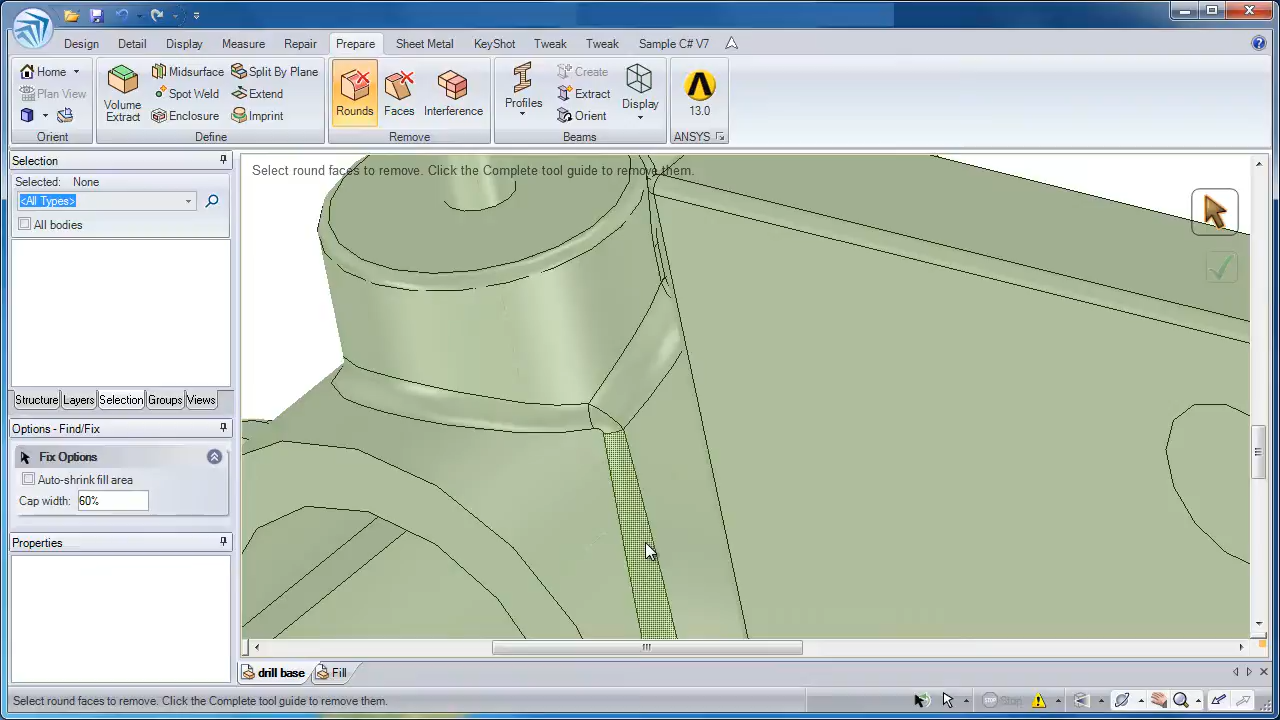 Design Detail Display Measure Repair Prepare Sheet Metal KeyShot Tweak Tweak Sample C# V7
Home
Plan View
Orient
Volume Extract
Midsurface
Spot Weld
Enclosure
Split By Plane
Extend
Imprint
Define
Rounds
Faces
Interference
Remove
Profiles
Create
Extract
Orient
Display
Beams
13.0
ANSYS
Selection
Selected: None
<All Types>
All bodies
Structure Layers Selection Groups Views
Options - Find/Fix
Fix Options
Auto-shrink fill area
Cap width: 60%
Properties
Select round faces to remove. Click the Complete tool guide to remove them.
drill base
Fill
Select round faces to remove. Click the Complete tool guide to remove them.
Stop